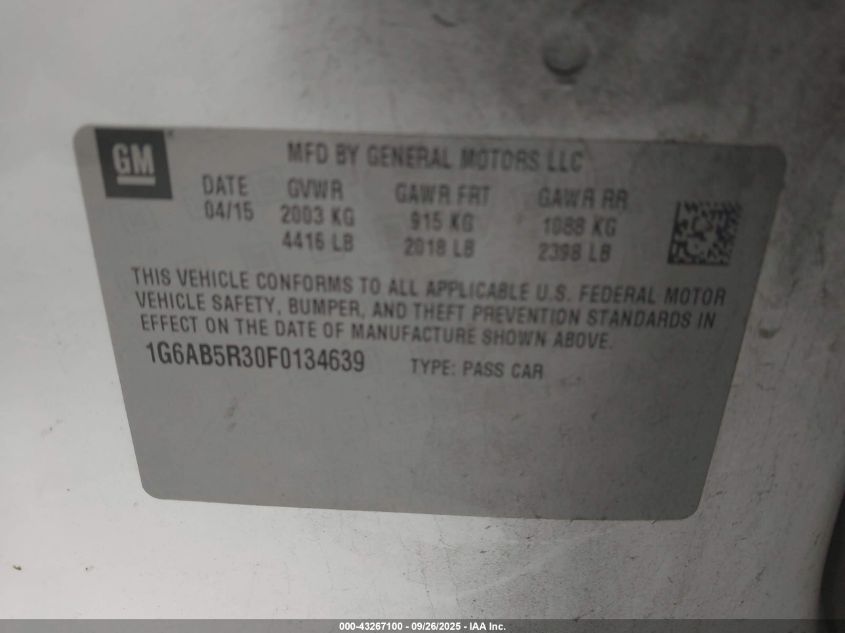 GM
MFD BY GENERAL MOTORS LLC
DATE GVWR GAWR FRT GAWR RR
04/15 2003 KG 915 KG 1088 KG
4416 LB 2018 LB 2398 LB
THIS VEHICLE CONFORMS TO ALL APPLICABLE U.S. FEDERAL MOTOR
VEHICLE SAFETY, BUMPER, AND THEFT PREVENTION STANDARDS IN
EFFECT ON THE DATE OF MANUFACTURE SHOWN ABOVE.
1G6AB5R30F0134639 TYPE: PASS CAR
000-43267100 - 09/26/2025 - IAA Inc.